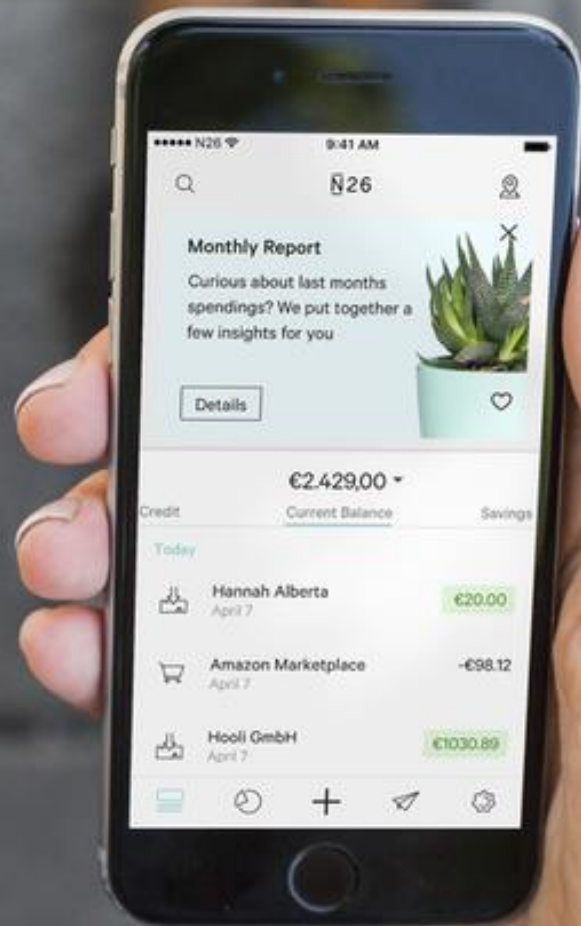 N26
9:41 AM
N26
Monthly Report
Curious about last months
spendings? We put together a
few insights for you
Details
€2.429,00
Credit
Current Balance
Savings
Today
Hannah Alberta
April 7
€20.00
Amazon Marketplace
April 7
-€98.12
Hooli GmbH
April 7
€1030.89